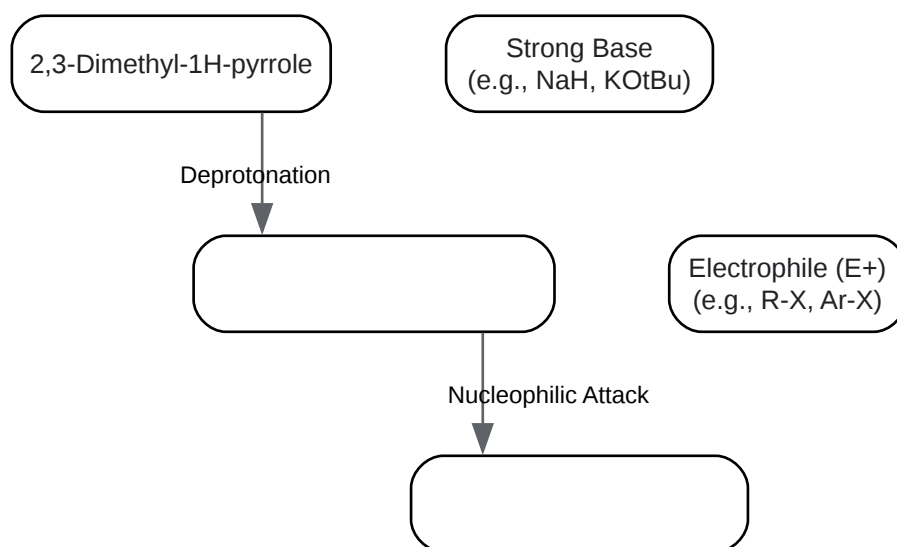 2,3-Dimethyl-1H-pyrrole
Strong Base
(e.g., NaH, KOtBu)
Deprotonation
Electrophile (E+)
(e.g., R-X, Ar-X)
Nucleophilic Attack